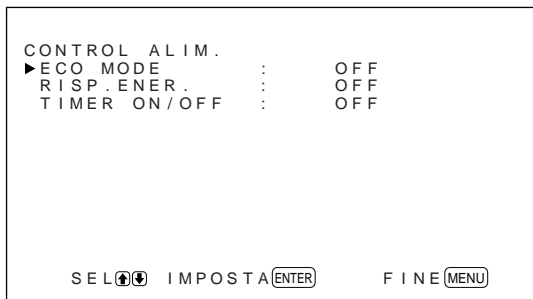 CONTROL ALIM.
▶ECO MODE : OFF
RISP.ENER. : OFF
TIMER ON/OFF : OFF
SEL⬆⬇ IMPOSTA ENTER FINE MENU